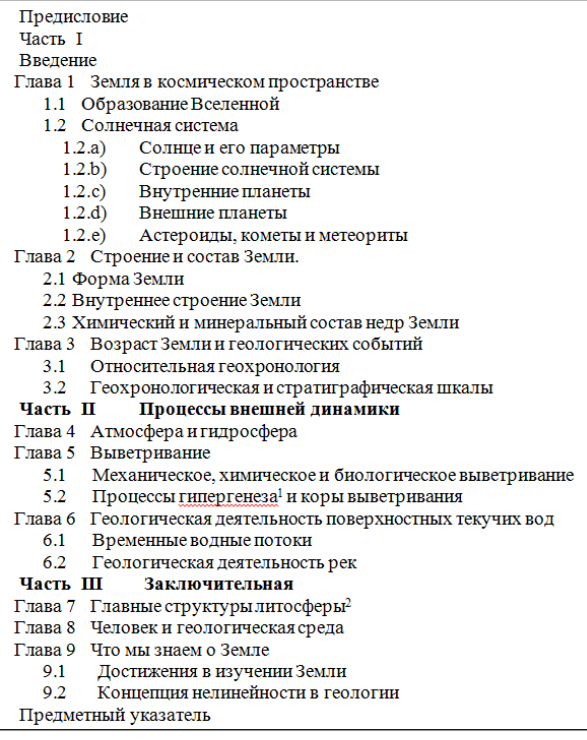 Предисловие
Часть I
Введение
Глава 1 Земля в космическом пространстве
1.1 Образование Вселенной
1.2 Солнечная система
1.2.a) Солнце и его параметры
1.2.b) Строение солнечной системы
1.2.c) Внутренние планеты
1.2.d) Внешние планеты
1.2.e) Астероиды, кометы и метеориты
Глава 2 Строение и состав Земли.
2.1 Форма Земли
2.2 Внутреннее строение Земли
2.3 Химический и минеральный состав недр Земли
Глава 3 Возраст Земли и геологических событий
3.1 Относительная геохронология
3.2 Геохронологическая и стратиграфическая шкалы
Часть II Процессы внешней динамики
Глава 4 Атмосфера и гидросфера
Глава 5 Выветривание
5.1 Механическое, химическое и биологическое выветривание
5.2 Процессы гипергенеза¹ и коры выветривания
Глава 6 Геологическая деятельность поверхностных текучих вод
6.1 Временные водные потоки
6.2 Геологическая деятельность рек
Часть III Заключительная
Глава 7 Главные структуры литосферы²
Глава 8 Человек и геологическая среда
Глава 9 Что мы знаем о Земле
9.1 Достижения в изучении Земли
9.2 Концепция нелинейности в геологии
Предметный указатель